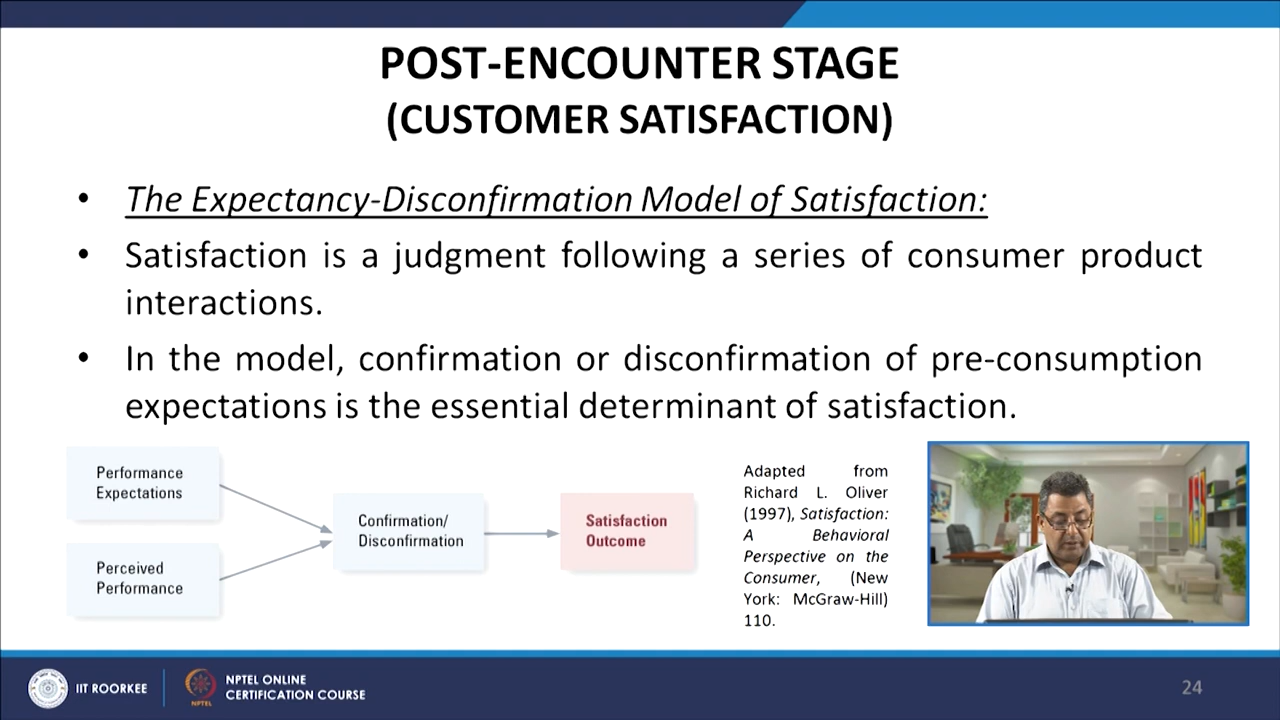 POST-ENCOUNTER STAGE
(CUSTOMER SATISFACTION)
• The Expectancy-Disconfirmation Model of Satisfaction:
• Satisfaction is a judgment following a series of consumer product
interactions.
• In the model, confirmation or disconfirmation of pre-consumption
expectations is the essential determinant of satisfaction.
Performance
Expectations
Perceived
Performance
Confirmation/
Disconfirmation
Satisfaction
Outcome
Adapted from
Richard L. Oliver
(1997), Satisfaction:
A Behavioral
Perspective on the
Consumer, (New
York: McGraw-Hill)
110.
IIT ROORKEE
NPTEL
NPTEL ONLINE
CERTIFICATION COURSE
24